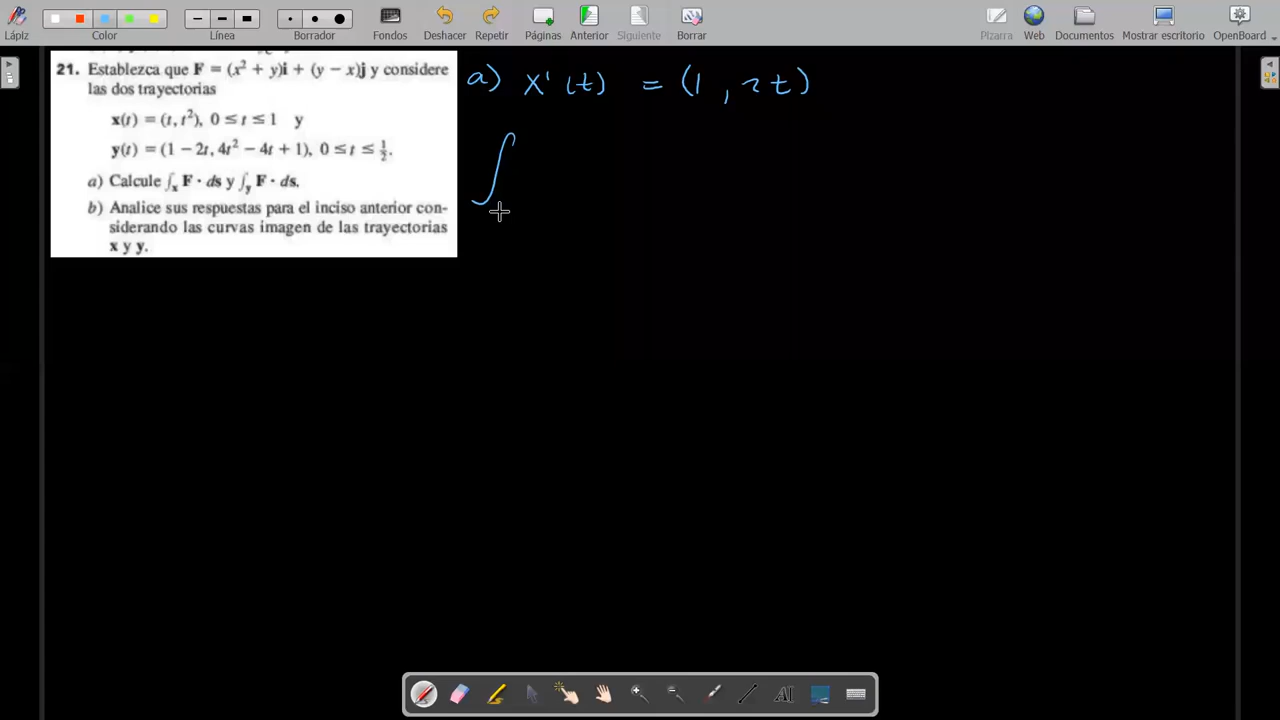 Color
Línea
Borrador
Lápiz
Fondos
Deshacer
Repetir
Páginas
Anterior
Siguiente
Borrar
Pizarra
Web
Documentos
Mostrar escritorio
OpenBoard
21. Establezca que F = (x² + y)i + (y − x)j y considere
las dos trayectorias
x(t) = (t, t²), 0 ≤ t ≤ 1 y
y(t) = (1 − 2t, 4t² − 4t + 1), 0 ≤ t ≤ 1/2.
a) Calcule ∫ₓ F · ds y ∫ᵧ F · ds.
b) Analice sus respuestas para el inciso anterior con-
siderando las curvas imagen de las trayectorias
x y y.
a) x'(t) = (1, 2t)
∫
AI